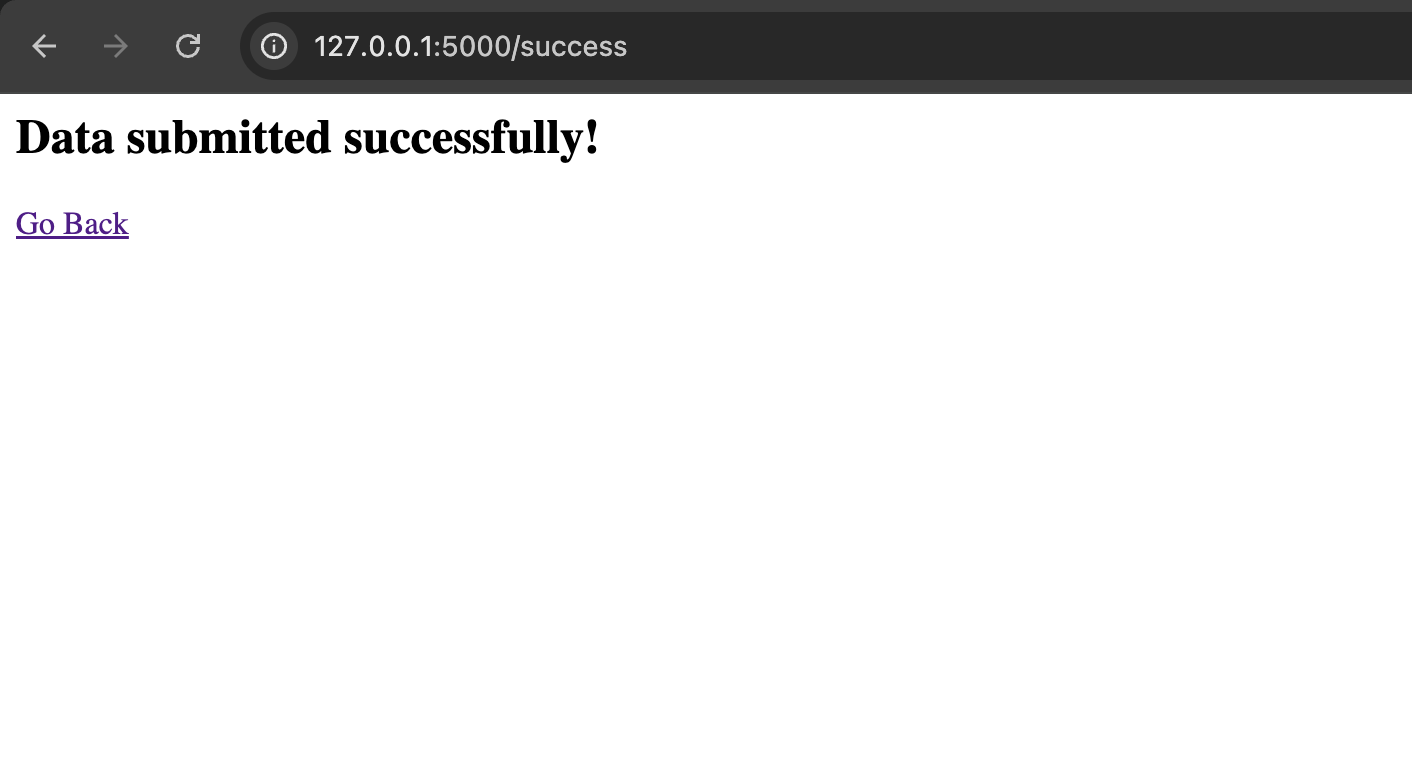 127.0.0.1:5000/success
Data submitted successfully!
Go Back